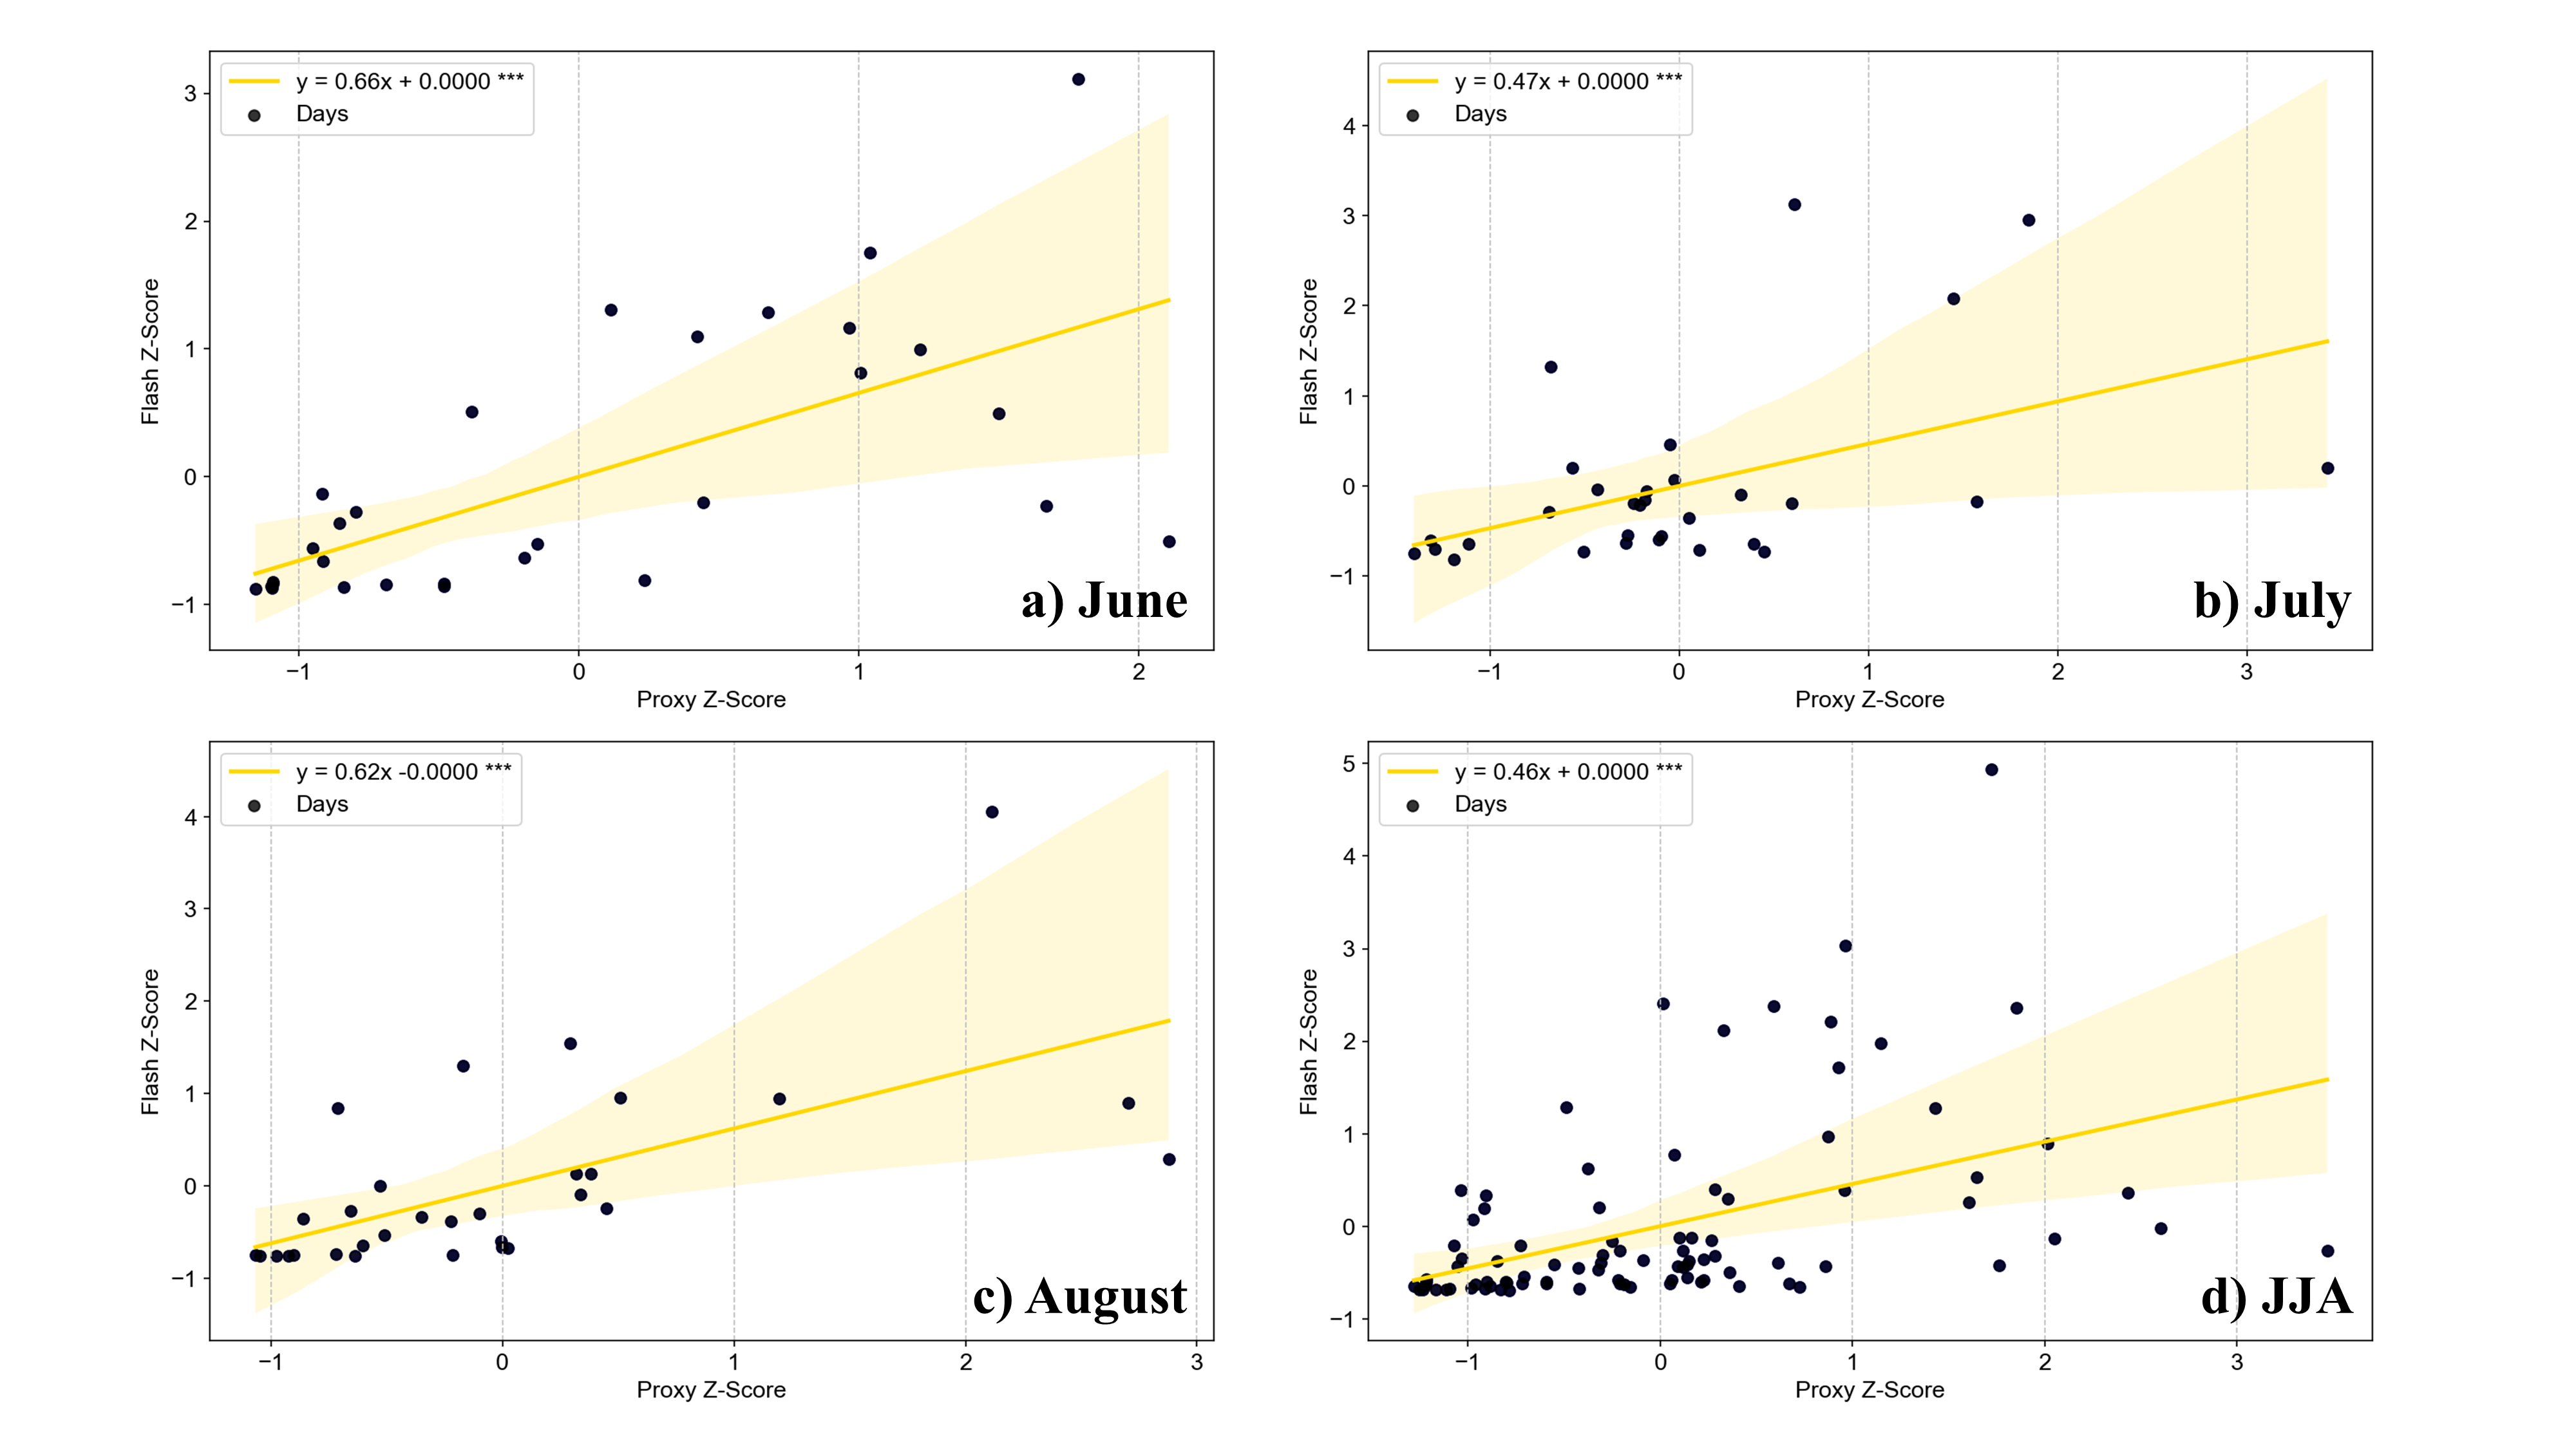 y = 0.66x + 0.0000 ***
Days
3
2
1
0
−1
Flash Z-Score
−1 0 1 2
Proxy Z-Score
a) June
y = 0.47x + 0.0000 ***
Days
4
3
2
1
0
−1
Flash Z-Score
−1 0 1 2 3
Proxy Z-Score
b) July
y = 0.62x -0.0000 ***
Days
4
3
2
1
0
−1
Flash Z-Score
−1 0 1 2 3
Proxy Z-Score
c) August
y = 0.46x + 0.0000 ***
Days
5
4
3
2
1
0
−1
Flash Z-Score
−1 0 1 2 3
Proxy Z-Score
d) JJA